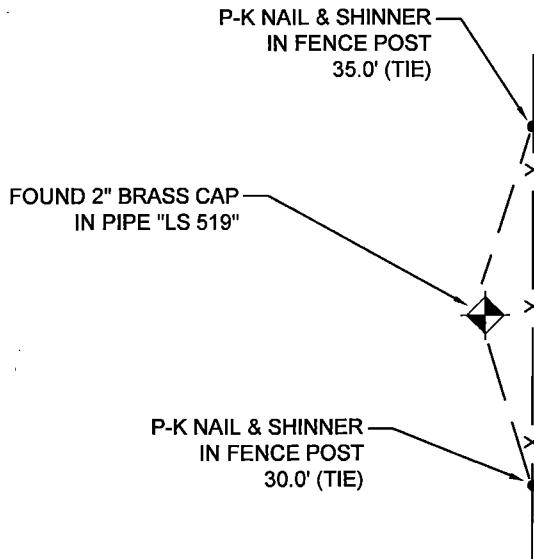 P-K NAIL & SHINNER
IN FENCE POST
35.0' (TIE)
FOUND 2" BRASS CAP
IN PIPE "LS 519"
P-K NAIL & SHINNER
IN FENCE POST
30.0' (TIE)